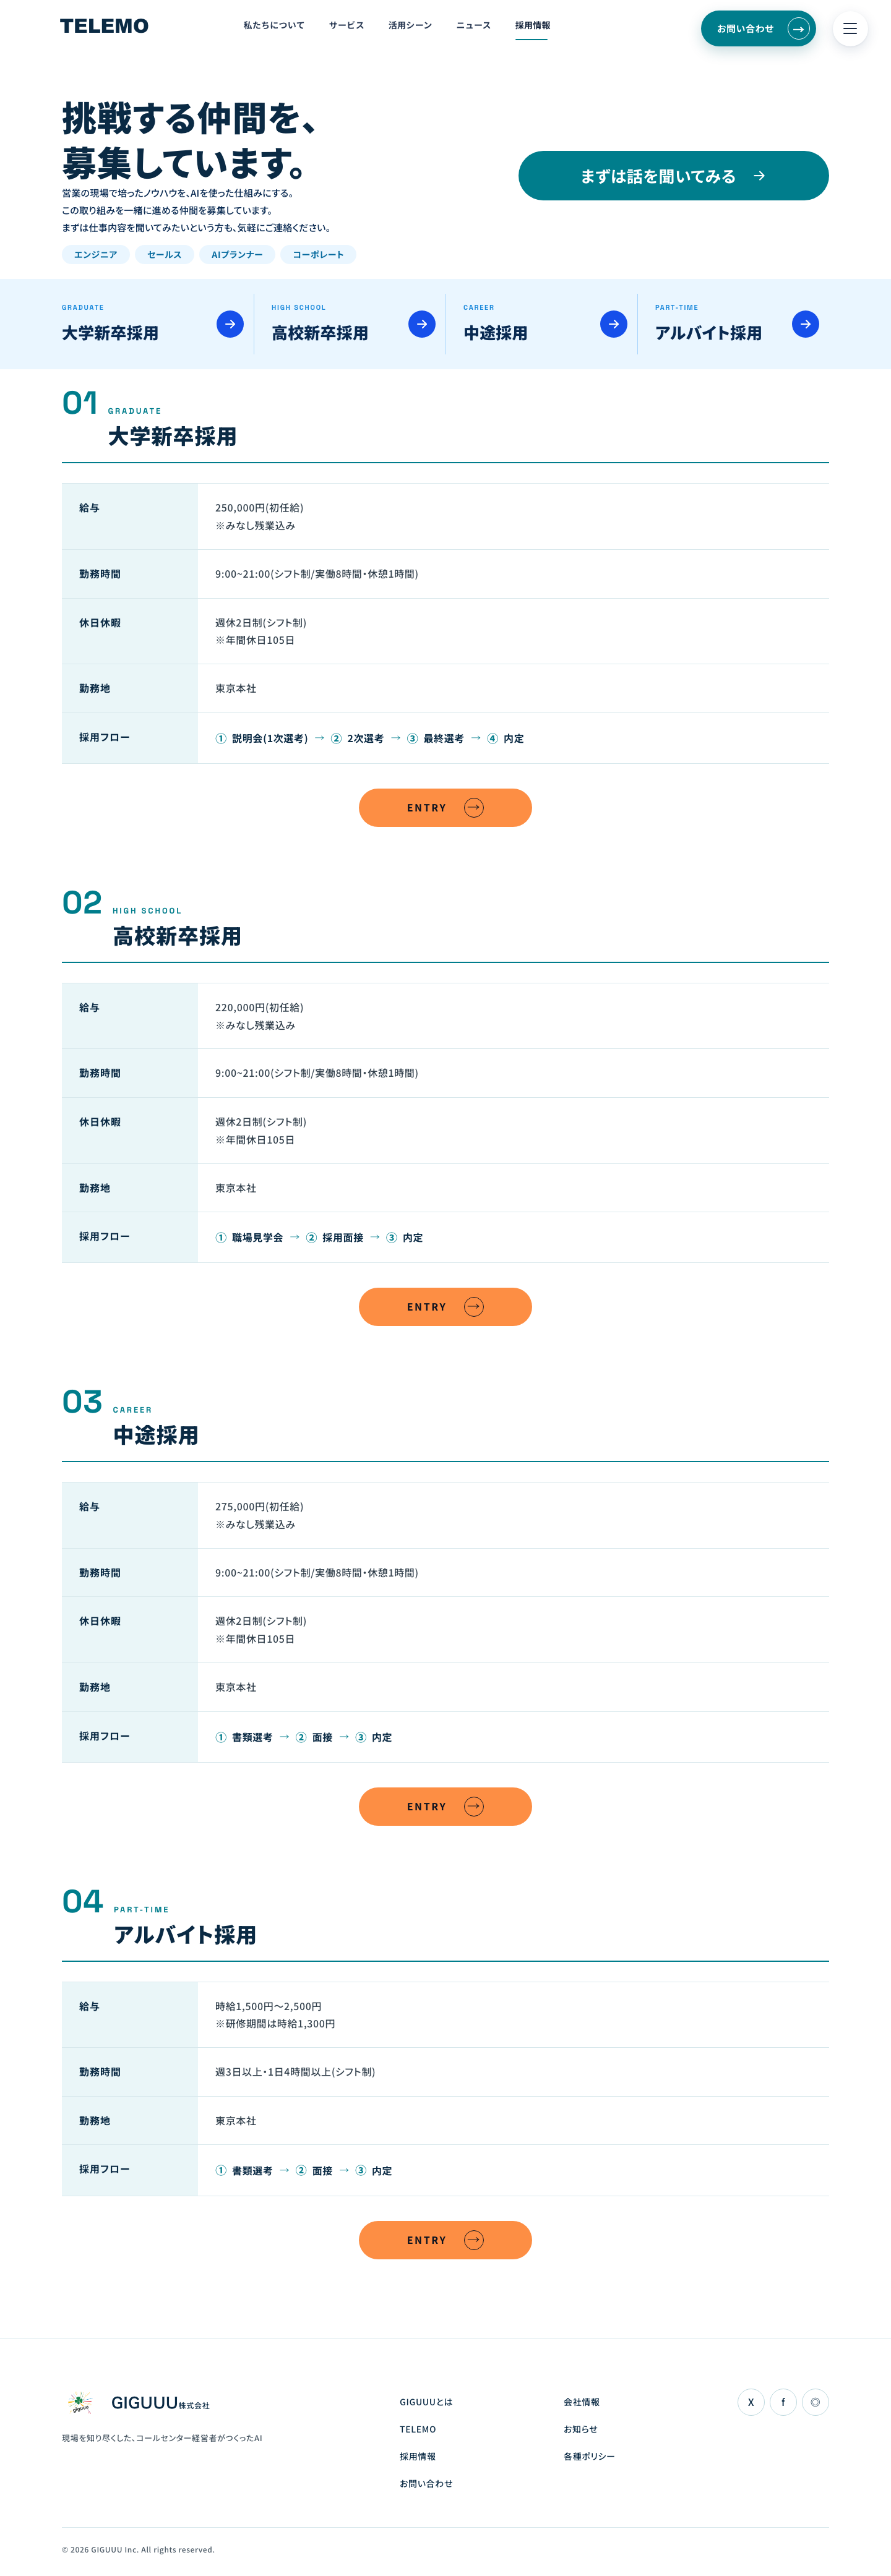 TELEMO
私たちについて
サービス
活用シーン
ニュース
採用情報
お問い合わせ
挑戦する仲間を、
募集しています。
営業の現場で培ったノウハウを、AIを使った仕組みにする。
この取り組みを一緒に進める仲間を募集しています。
まずは仕事内容を聞いてみたいという方も、気軽にご連絡ください。
まずは話を聞いてみる →
エンジニア
セールス
AIプランナー
コーポレート
GRADUATE
大学新卒採用
HIGH SCHOOL
高校新卒採用
CAREER
中途採用
PART-TIME
アルバイト採用
01 GRADUATE
大学新卒採用
給与
250,000円(初任給)
※みなし残業込み
勤務時間
9:00~21:00(シフト制/実働8時間・休憩1時間)
休日休暇
週休2日制(シフト制)
※年間休日105日
勤務地
東京本社
採用フロー
① 説明会(1次選考) → ② 2次選考 → ③ 最終選考 → ④ 内定
ENTRY
02 HIGH SCHOOL
高校新卒採用
給与
220,000円(初任給)
※みなし残業込み
勤務時間
9:00~21:00(シフト制/実働8時間・休憩1時間)
休日休暇
週休2日制(シフト制)
※年間休日105日
勤務地
東京本社
採用フロー
① 職場見学会 → ② 採用面接 → ③ 内定
ENTRY
03 CAREER
中途採用
給与
275,000円(初任給)
※みなし残業込み
勤務時間
9:00~21:00(シフト制/実働8時間・休憩1時間)
休日休暇
週休2日制(シフト制)
※年間休日105日
勤務地
東京本社
採用フロー
① 書類選考 → ② 面接 → ③ 内定
ENTRY
04 PART-TIME
アルバイト採用
給与
時給1,500円〜2,500円
※研修期間は時給1,300円
勤務時間
週3日以上・1日4時間以上(シフト制)
勤務地
東京本社
採用フロー
① 書類選考 → ② 面接 → ③ 内定
ENTRY
giguuu
GIGUUU株式会社
現場を知り尽くした、コールセンター経営者がつくったAI
GIGUUUとは
TELEMO
採用情報
お問い合わせ
会社情報
お知らせ
各種ポリシー
X
f
◎
© 2026 GIGUUU Inc. All rights reserved.